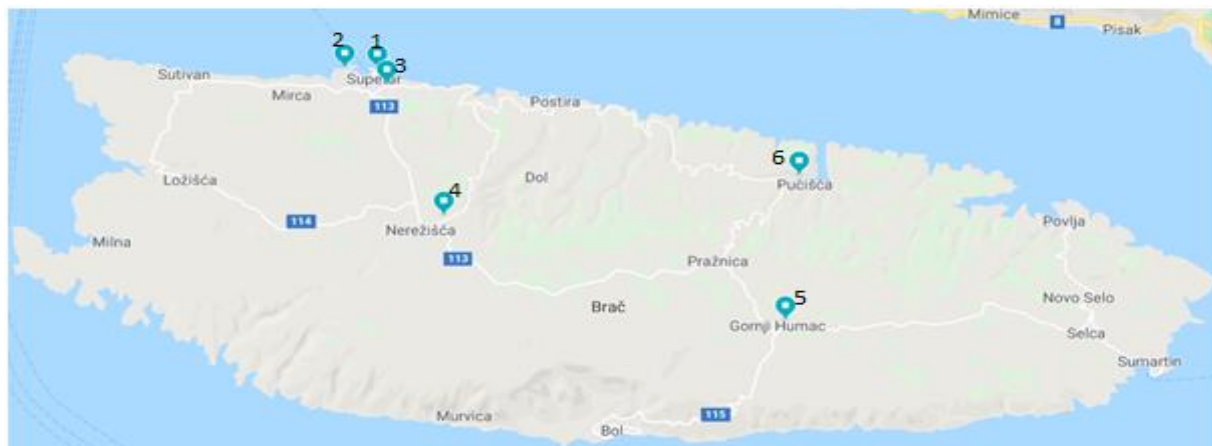 Mimice
8
Pisak
2
1
3
Sutivan
Supetar
Mirca
113
Postira
6
Ložišća
Dol
Pučišća
4
114
Nerežišća
Povlja
Milna
113
Pražnica
Brač
5
Novo Selo
Gornji Humac
Selca
Sumartin
Murvica
115
Bol